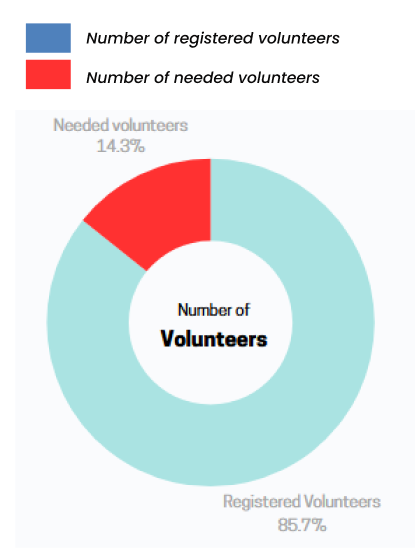 Number of registered volunteers
Number of needed volunteers
Needed volunteers
14.3%
Number of
Volunteers
Registered Volunteers
85.7%